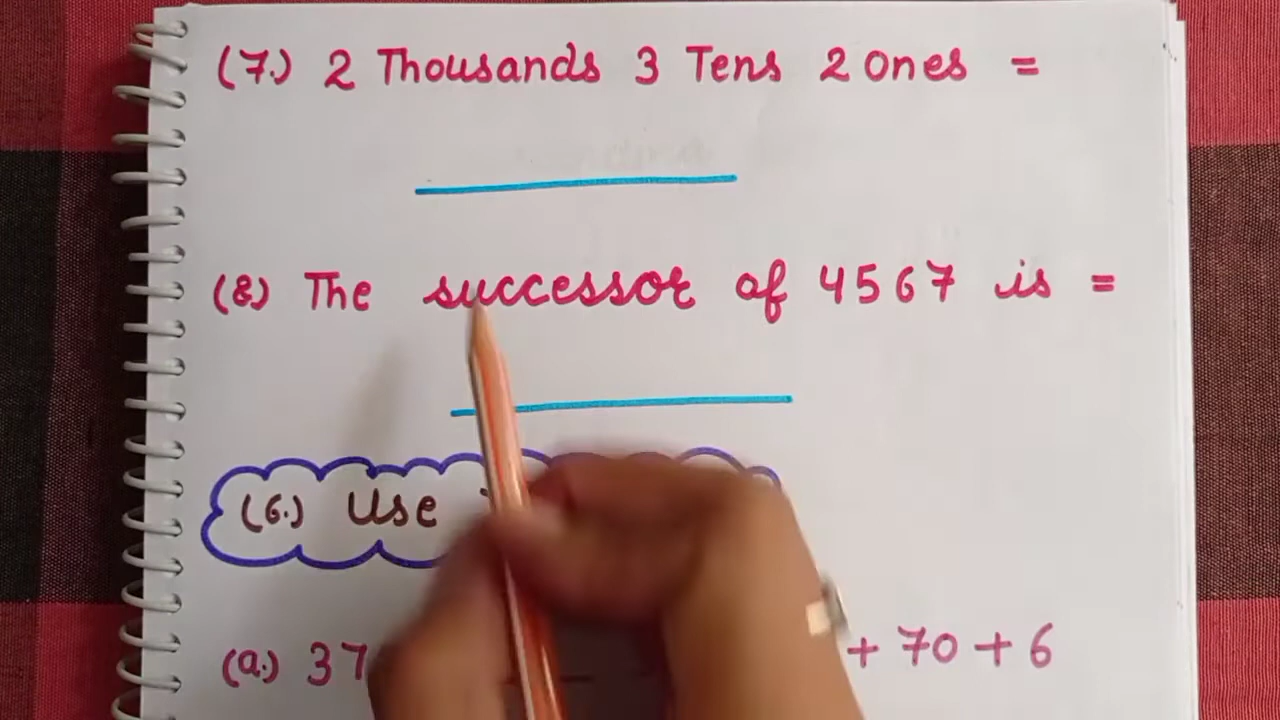 (7.) 2 Thousands 3 Tens 2 ones =
(8.) The successor of 4567 is =
(6.) Use
(a.) 37 + 70 + 6